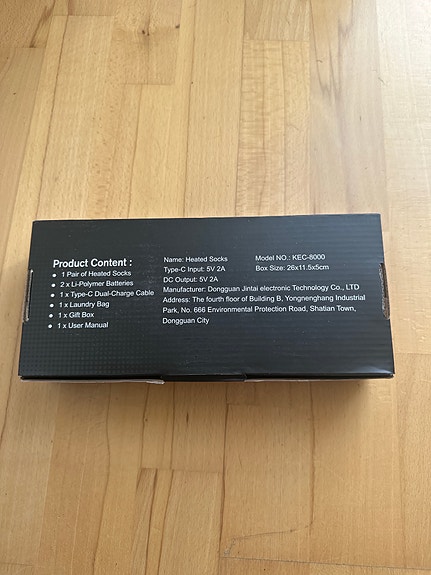 Product Content :
● 1 Pair of Heated Socks
● 2 x Li-Polymer Batteries
● 1 x Type-C Dual-Charge Cable
● 1 x Laundry Bag
● 1x Gift Box
● 1x User Manual
Name: Heated Socks
Model NO.: KEC-8000
Type-C Input: 5V 2A
Box Size: 26x11.5x5cm
DC Output: 5V 2A
Manufacturer: Dongguan Jintai electronic Technology Co., LTD
Address: The fourth floor of Building B, Yongnenghang Industrial
Park, No. 666 Environmental Protection Road, Shatian Town,
Dongguan City